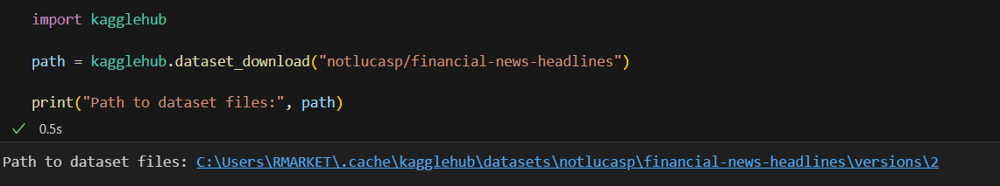 import kagglehub
path = kagglehub.dataset_download("notlucasp/financial-news-headlines")
print("Path to dataset files:", path)
0.5s
Path to dataset files: C:\Users\RMARKET\.cache\kagglehub\datasets\notlucasp\financial-news-headlines\versions\2